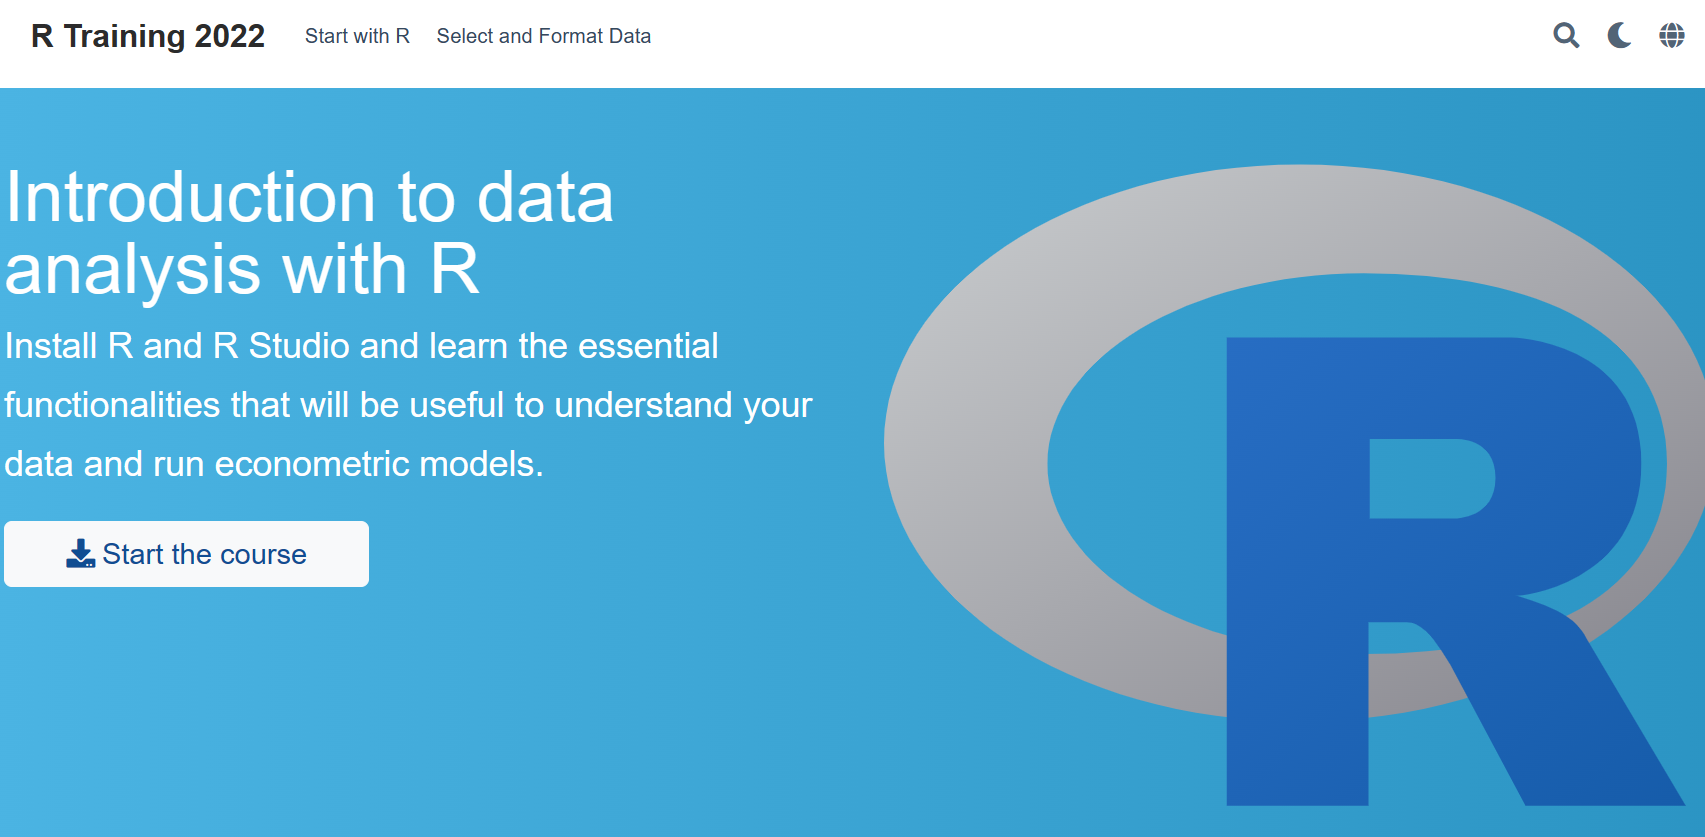 R Training 2022
Start with R
Select and Format Data
Introduction to data
analysis with R
Install R and R Studio and learn the essential
functionalities that will be useful to understand your
data and run econometric models.
Start the course
R